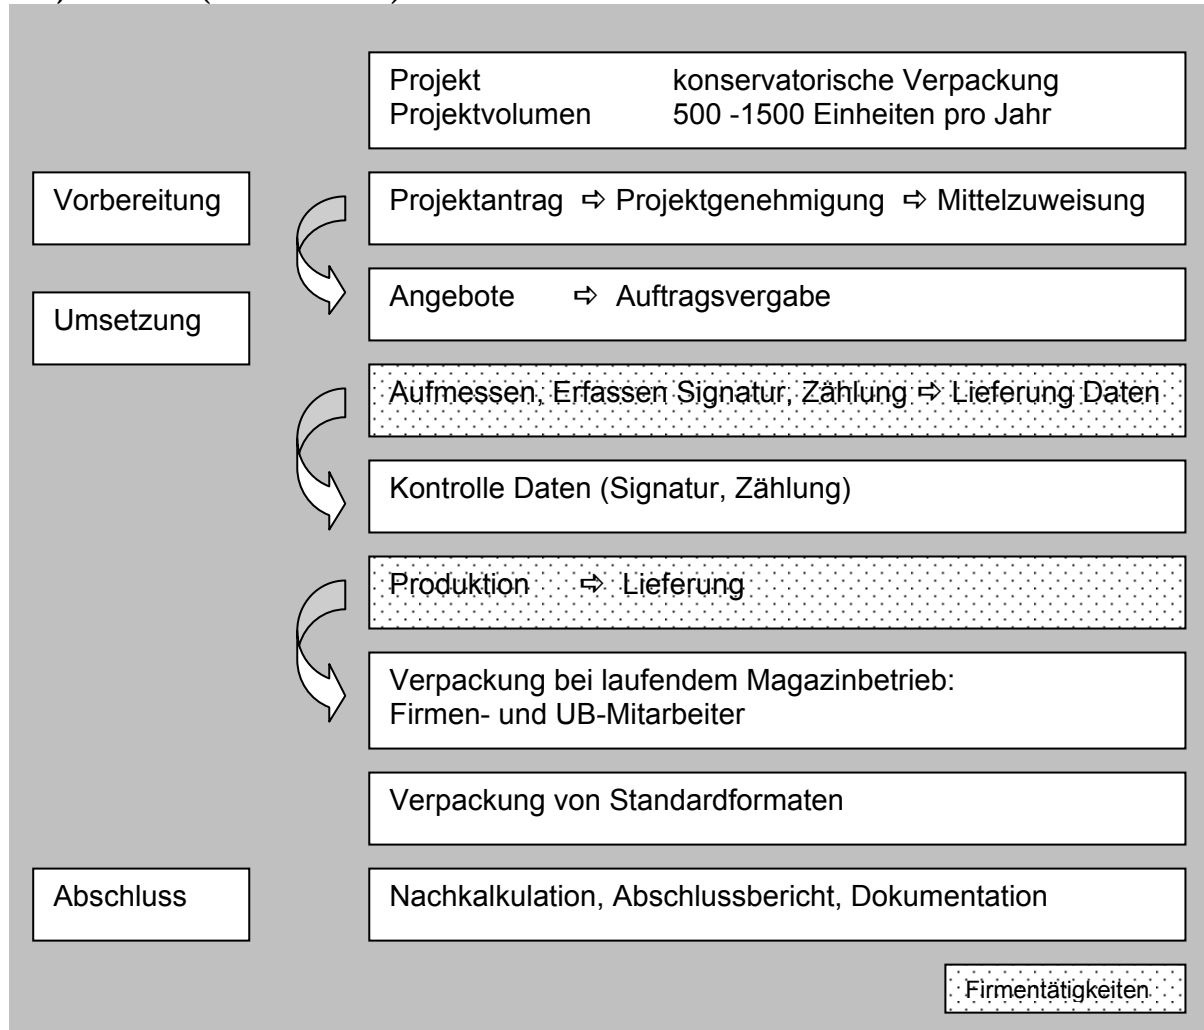 Projekt konservatorische Verpackung
Projektvolumen 500 -1500 Einheiten pro Jahr
Vorbereitung
Projektantrag ⇨ Projektgenehmigung ⇨ Mittelzuweisung
Umsetzung
Angebote ⇨ Auftragsvergabe
Aufmessen, Erfassen Signatur, Zählung ⇨ Lieferung Daten
Kontrolle Daten (Signatur, Zählung)
Produktion ⇨ Lieferung
Verpackung bei laufendem Magazinbetrieb:
Firmen- und UB-Mitarbeiter
Verpackung von Standardformaten
Abschluss
Nachkalkulation, Abschlussbericht, Dokumentation
Firmentätigkeiten